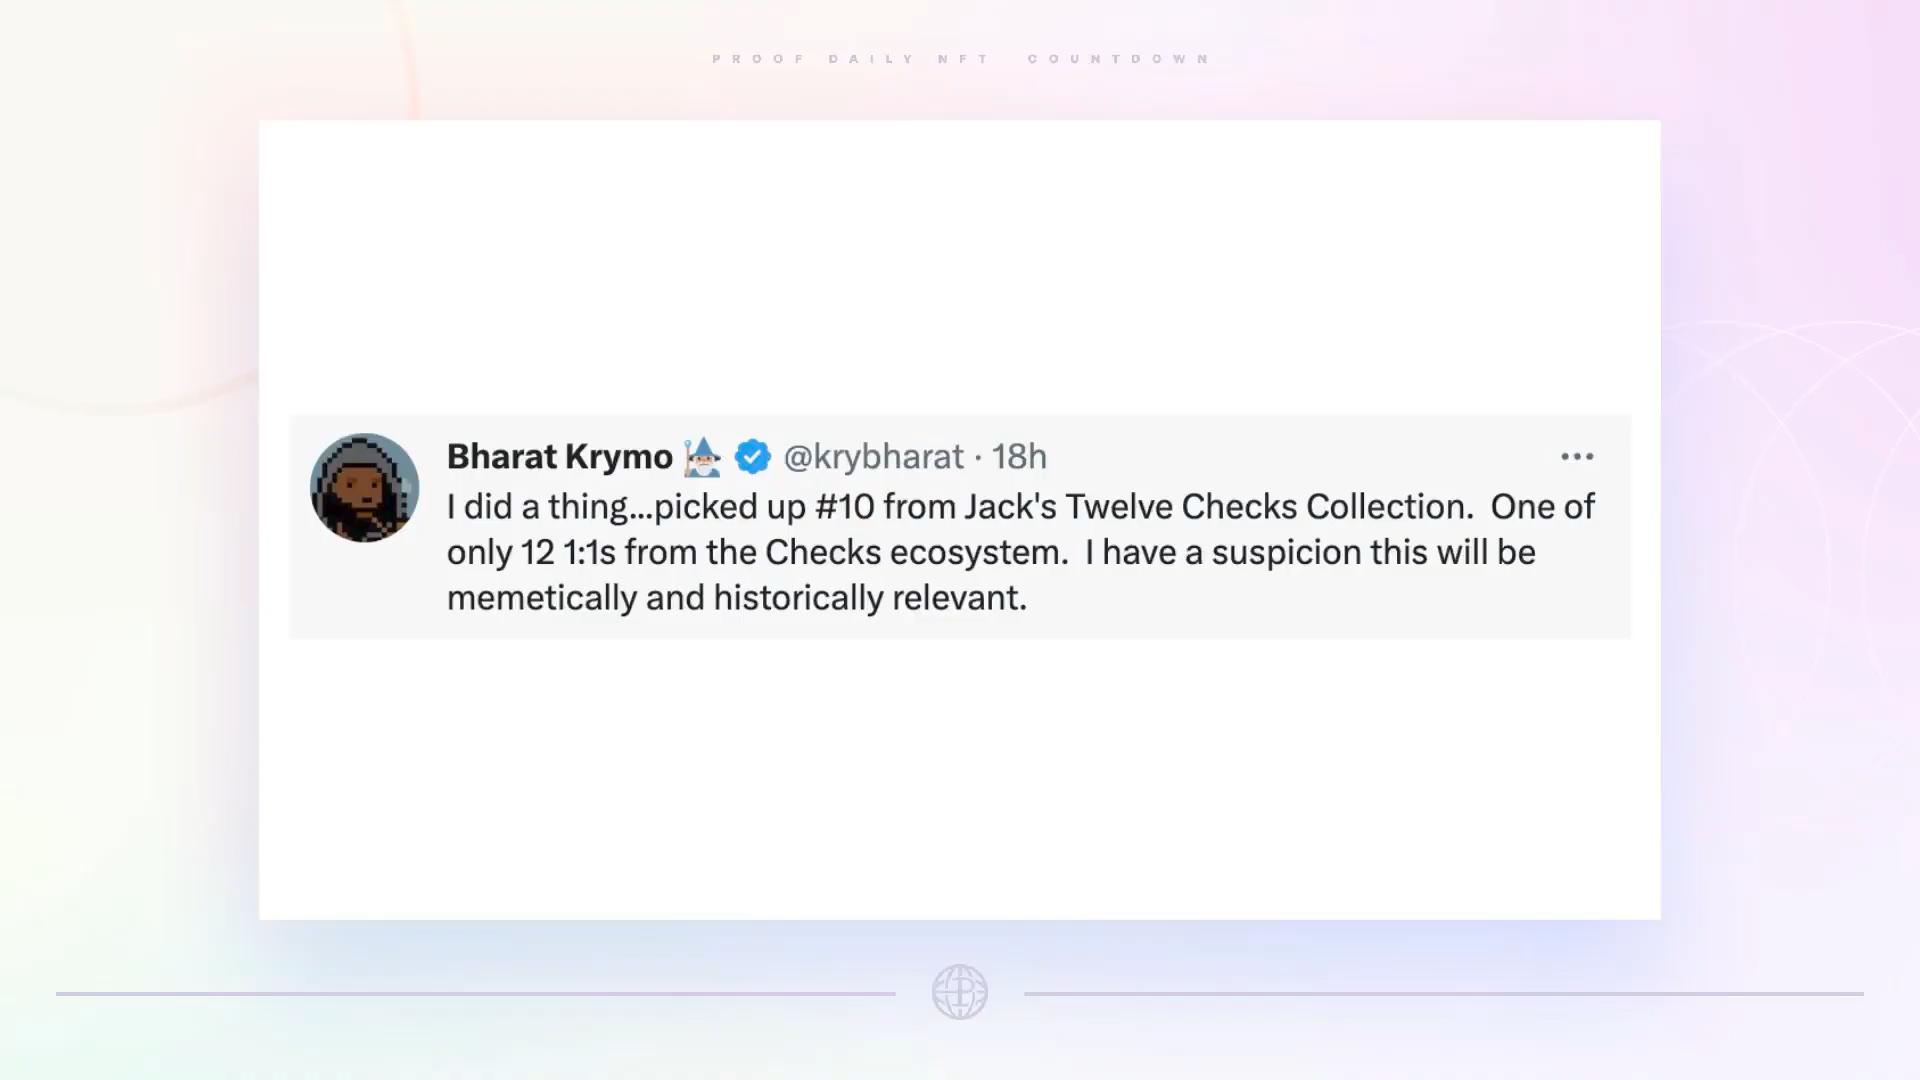 PROOF DAILY NFT COUNTDOWN
Bharat Krymo 🧙🏼‍♂️ @krybharat · 18h
I did a thing...picked up #10 from Jack's Twelve Checks Collection.  One of
only 12 1:1s from the Checks ecosystem.  I have a suspicion this will be
memetically and historically relevant.
P